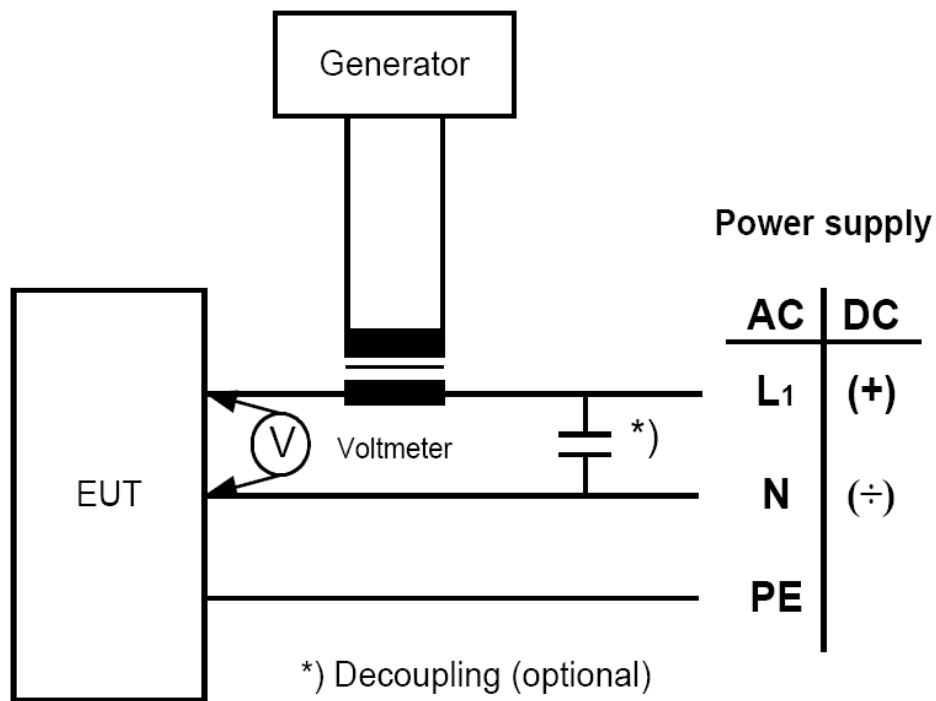 Generator
Power supply
AC DC
L1 (+)
V Voltmeter *)
EUT N (÷)
PE
*) Decoupling (optional)